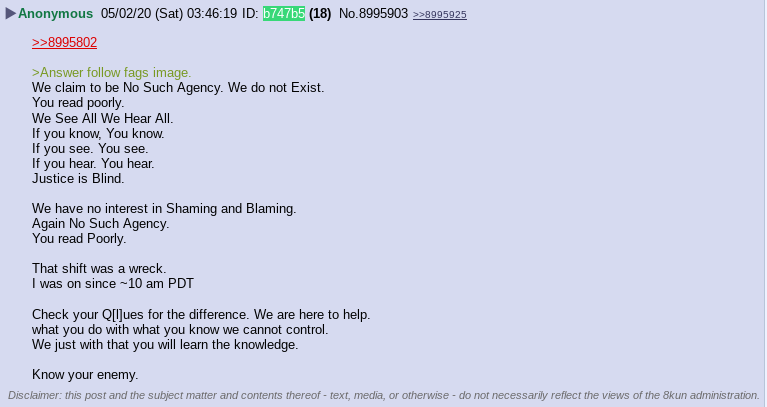 ▶Anonymous 05/02/20 (Sat) 03:46:19 ID: b747b5 (18) No.8995903 >>8995925
>>8995802
>Answer follow fags image.
We claim to be No Such Agency. We do not Exist.
You read poorly.
We See All We Hear All.
If you know, You know.
If you see. You see.
If you hear. You hear.
Justice is Blind.
We have no interest in Shaming and Blaming.
Again No Such Agency.
You read Poorly.
That shift was a wreck.
I was on since ~10 am PDT
Check your Q[l]ues for the difference. We are here to help.
what you do with what you know we cannot control.
We just with that you will learn the knowledge.
Know your enemy.
Disclaimer: this post and the subject matter and contents thereof - text, media, or otherwise - do not necessarily reflect the views of the 8kun administration.